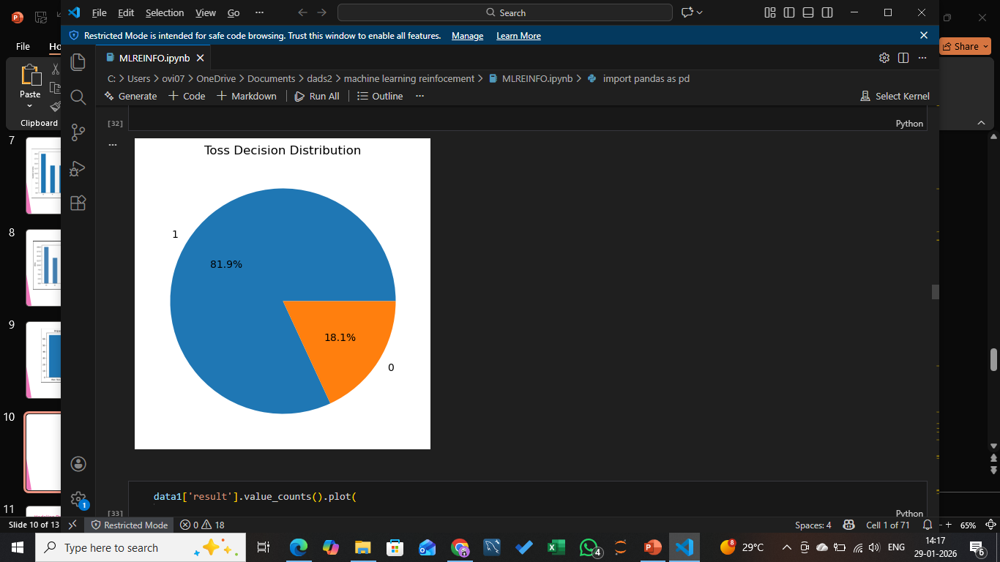 File Edit Selection View Go ··· Search
Restricted Mode is intended for safe code browsing. Trust this window to enable all features. Manage Learn More
File Ho Share
MLREINFO.ipynb
C: > Users > ovi07 > OneDrive > Documents > dads2 > machine learning reinfocement > MLREINFO.ipynb > import pandas as pd
Paste
Generate + Code + Markdown Run All Outline ··· Select Kernel
Clipboard
[32] Python
7
Toss Decision Distribution
1
81.9%
18.1%
0
8
9
10
11
data1['result'].value_counts().plot(
[33] Python
Slide 10 of 13 Restricted Mode 0 18 Spaces: 4 Cell 1 of 71 65%
Type here to search 4 8 29°C ENG 14:17 29-01-2026 6
1